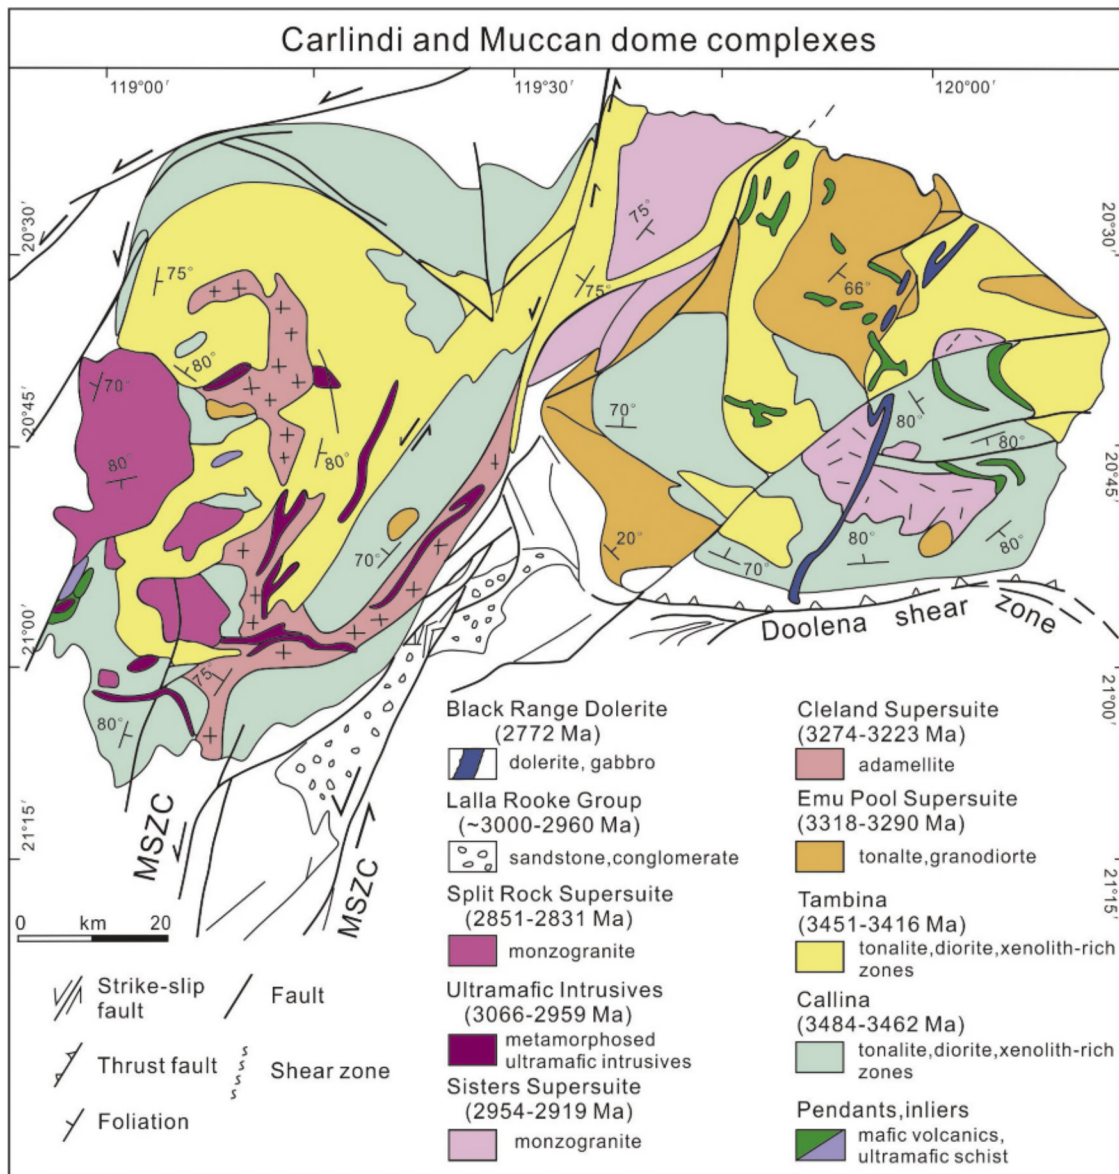 Carlindi and Muccan dome complexes
119°00′
119°30′
120°00′
20°30′
20°30′
75°
75°
75°
66°
80°
70°
20°45′
70°
80°
80°
80°
80°
20°45′
70°
20°
70°
80°
80°
21°00′
Doolena shear zone
75°
80°
21°00′
21°15′
MSZC
MSZC
21°15′
0 km 20
Strike-slip
fault
Fault
Thrust fault
Shear zone
Foliation
Black Range Dolerite
(2772 Ma)
dolerite, gabbro
Lalla Rooke Group
(~3000-2960 Ma)
sandstone,conglomerate
Split Rock Supersuite
(2851-2831 Ma)
monzogranite
Ultramafic Intrusives
(3066-2959 Ma)
metamorphosed
ultramafic intrusives
Sisters Supersuite
(2954-2919 Ma)
monzogranite
Cleland Supersuite
(3274-3223 Ma)
adamellite
Emu Pool Supersuite
(3318-3290 Ma)
tonalte,granodiorte
Tambina
(3451-3416 Ma)
tonalite,diorite,xenolith-rich
zones
Callina
(3484-3462 Ma)
tonalite,diorite,xenolith-rich
zones
Pendants,inliers
mafic volcanics,
ultramafic schist